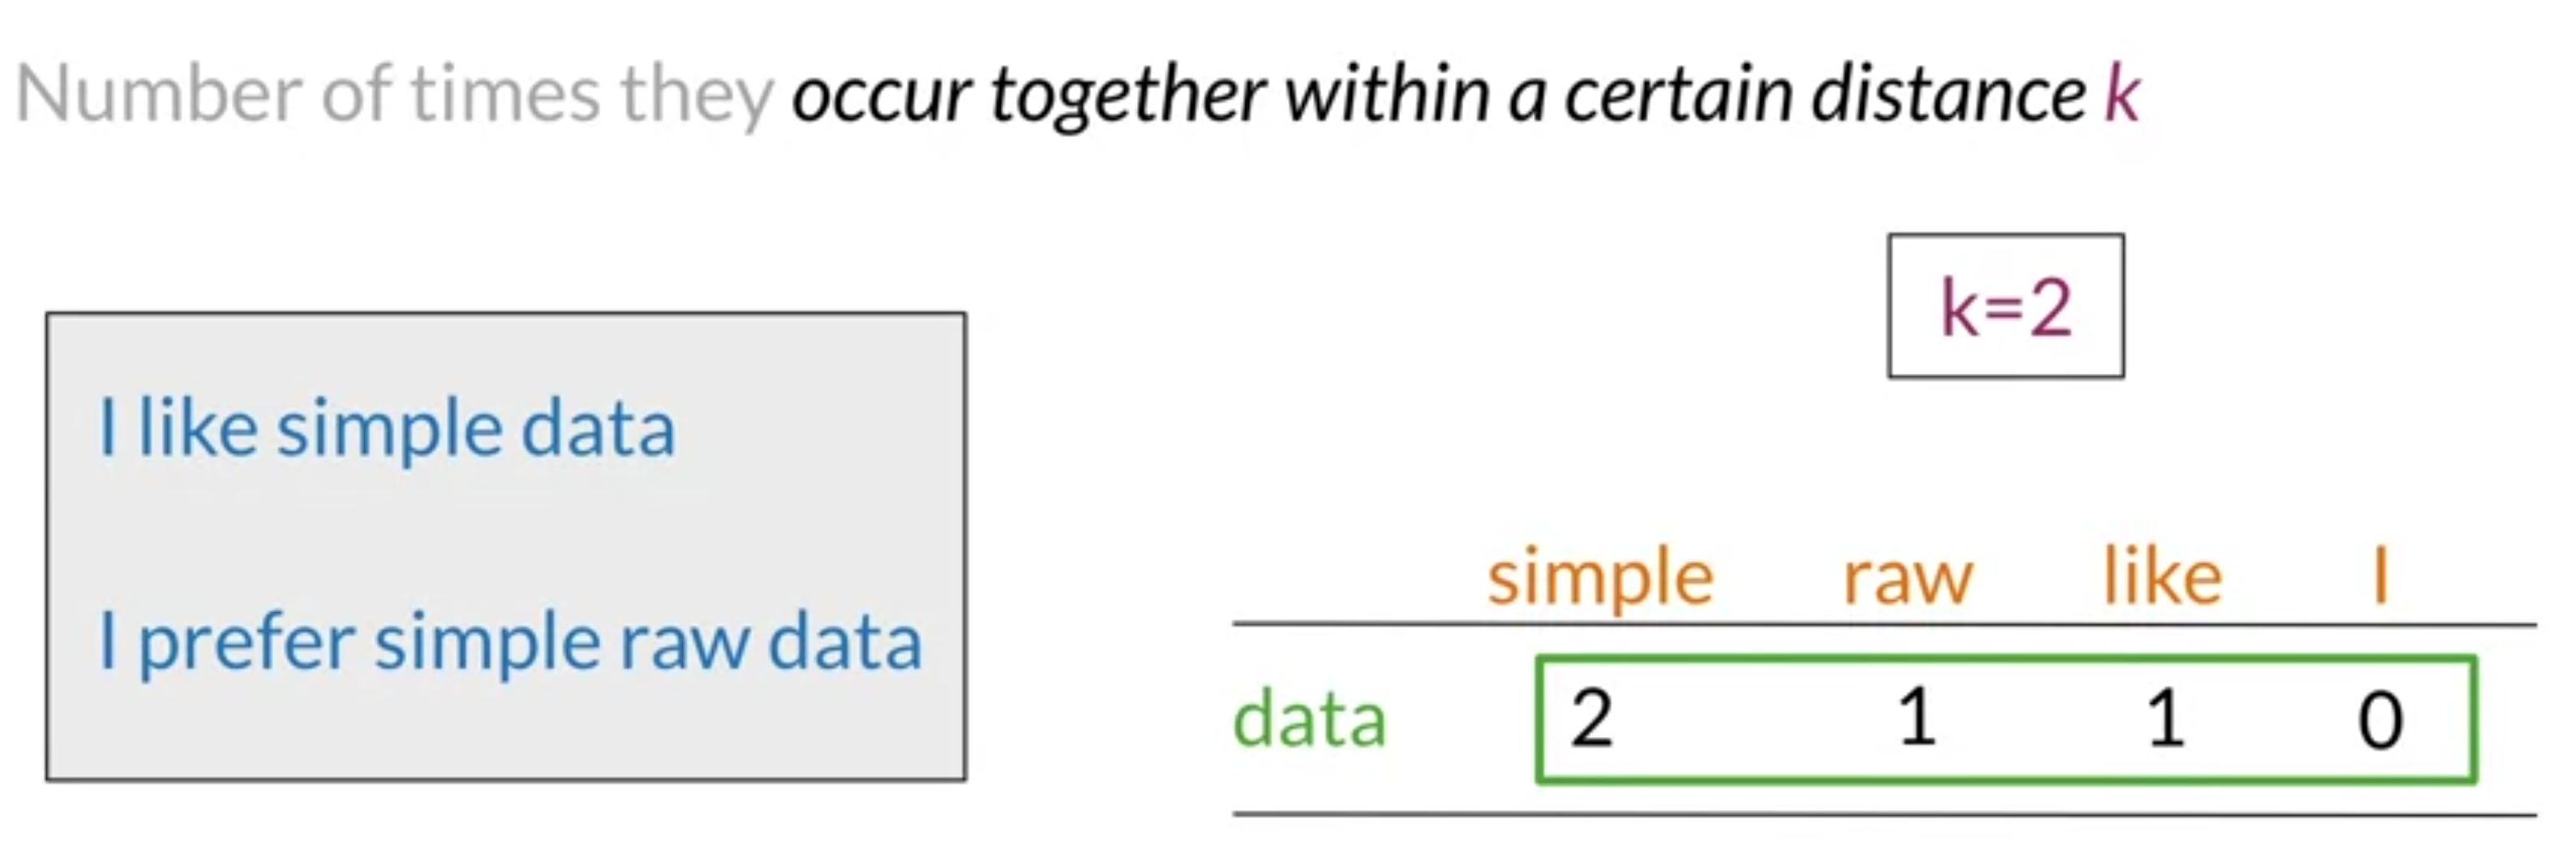 Number of times they occur together within a certain distance k
k=2
I like simple data
I prefer simple raw data
simple raw like I
data 2 1 1 0